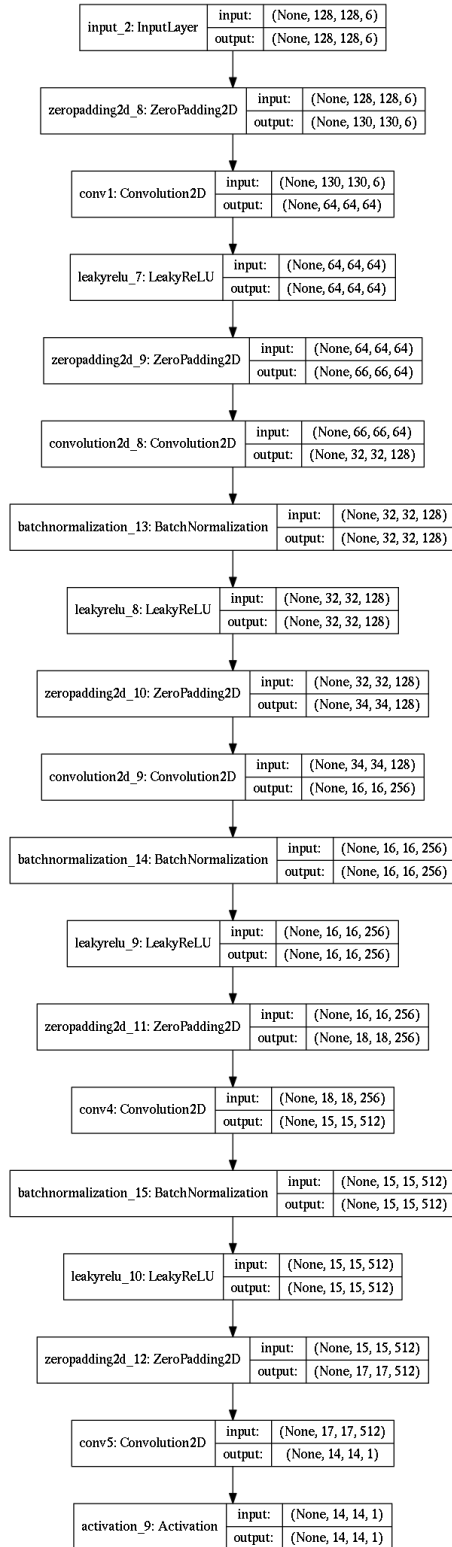 input_2: InputLayer
input: (None, 128, 128, 6)
output: (None, 128, 128, 6)
zeropadding2d_8: ZeroPadding2D
input: (None, 128, 128, 6)
output: (None, 130, 130, 6)
conv1: Convolution2D
input: (None, 130, 130, 6)
output: (None, 64, 64, 64)
leakyrelu_7: LeakyReLU
input: (None, 64, 64, 64)
output: (None, 64, 64, 64)
zeropadding2d_9: ZeroPadding2D
input: (None, 64, 64, 64)
output: (None, 66, 66, 64)
convolution2d_8: Convolution2D
input: (None, 66, 66, 64)
output: (None, 32, 32, 128)
batchnormalization_13: BatchNormalization
input: (None, 32, 32, 128)
output: (None, 32, 32, 128)
leakyrelu_8: LeakyReLU
input: (None, 32, 32, 128)
output: (None, 32, 32, 128)
zeropadding2d_10: ZeroPadding2D
input: (None, 32, 32, 128)
output: (None, 34, 34, 128)
convolution2d_9: Convolution2D
input: (None, 34, 34, 128)
output: (None, 16, 16, 256)
batchnormalization_14: BatchNormalization
input: (None, 16, 16, 256)
output: (None, 16, 16, 256)
leakyrelu_9: LeakyReLU
input: (None, 16, 16, 256)
output: (None, 16, 16, 256)
zeropadding2d_11: ZeroPadding2D
input: (None, 16, 16, 256)
output: (None, 18, 18, 256)
conv4: Convolution2D
input: (None, 18, 18, 256)
output: (None, 15, 15, 512)
batchnormalization_15: BatchNormalization
input: (None, 15, 15, 512)
output: (None, 15, 15, 512)
leakyrelu_10: LeakyReLU
input: (None, 15, 15, 512)
output: (None, 15, 15, 512)
zeropadding2d_12: ZeroPadding2D
input: (None, 15, 15, 512)
output: (None, 17, 17, 512)
conv5: Convolution2D
input: (None, 17, 17, 512)
output: (None, 14, 14, 1)
activation_9: Activation
input: (None, 14, 14, 1)
output: (None, 14, 14, 1)